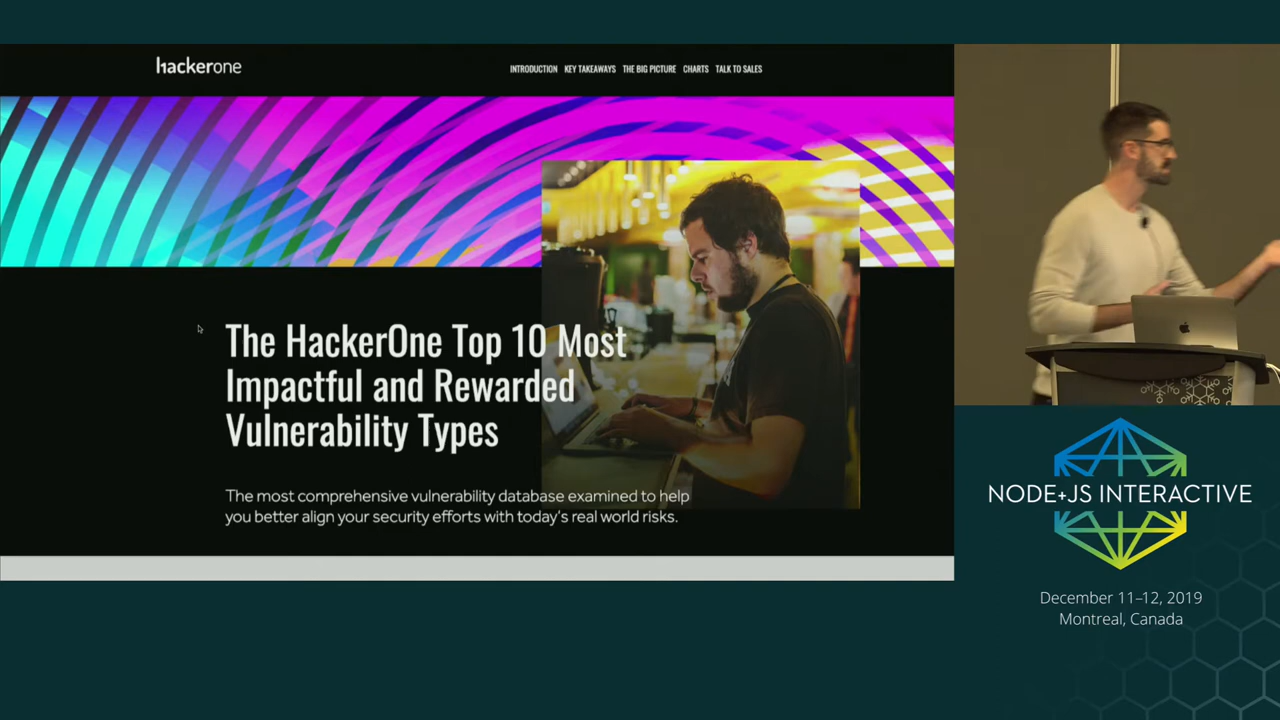 hackerone
INTRODUCTION KEY TAKEAWAYS THE BIG PICTURE CHARTS TALK TO SALES
The HackerOne Top 10 Most
Impactful and Rewarded
Vulnerability Types
The most comprehensive vulnerability database examined to help
you better align your security efforts with today's real world risks.
NODE+JS INTERACTIVE
December 11–12, 2019
Montreal, Canada